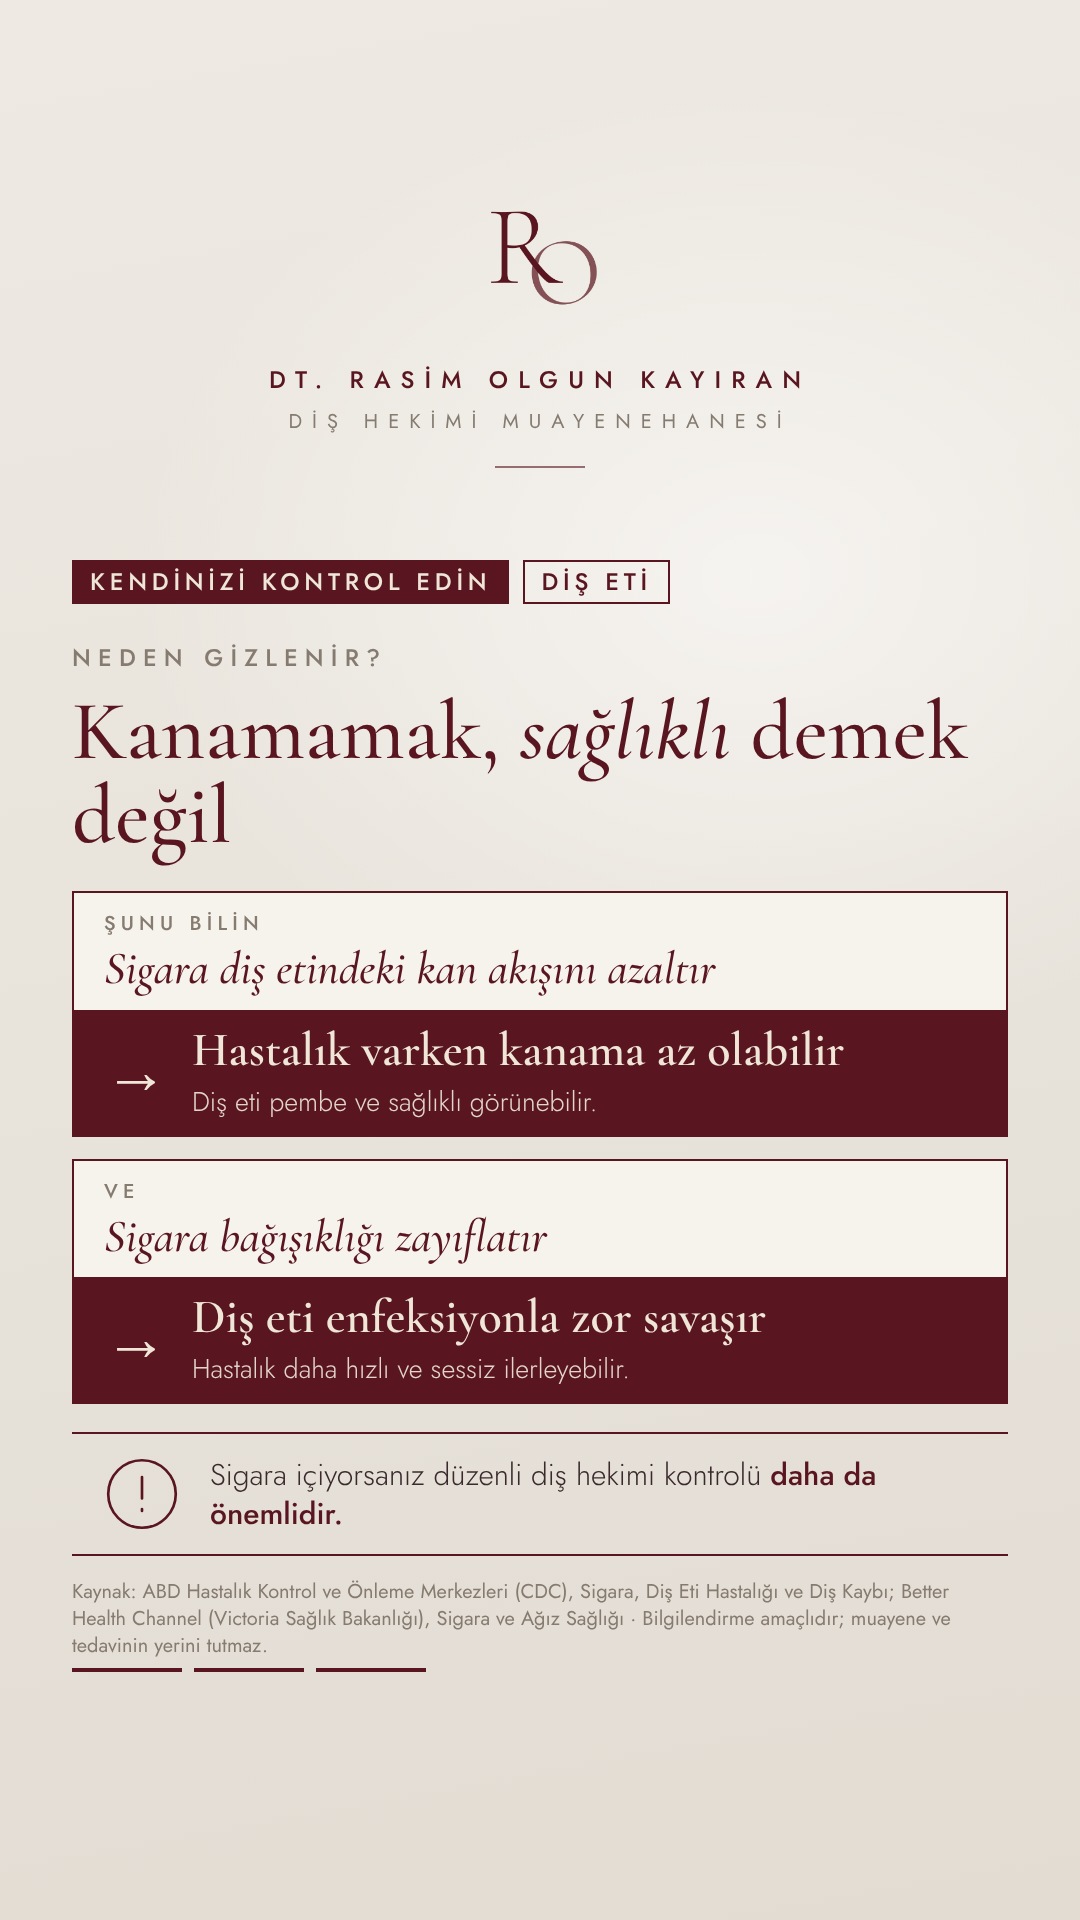 RO
DT. RASİM OLGUN KAYIRAN
DİŞ HEKİMİ MUAYENEHANESİ
KENDİNİZİ KONTROL EDİN
DİŞ ETİ
NEDEN GİZLENİR?
Kanamamak, sağlıklı demek
değil
ŞUNU BİLİN
Sigara diş etindeki kan akışını azaltır
→ Hastalık varken kanama az olabilir
Diş eti pembe ve sağlıklı görünebilir.
VE
Sigara bağışıklığı zayıflatır
→ Diş eti enfeksiyonla zor savaşır
Hastalık daha hızlı ve sessiz ilerleyebilir.
! Sigara içiyorsanız düzenli diş hekimi kontrolü daha da
önemlidir.
Kaynak: ABD Hastalık Kontrol ve Önleme Merkezleri (CDC), Sigara, Diş Eti Hastalığı ve Diş Kaybı; Better
Health Channel (Victoria Sağlık Bakanlığı), Sigara ve Ağız Sağlığı · Bilgilendirme amaçlıdır; muayene ve
tedavinin yerini tutmaz.